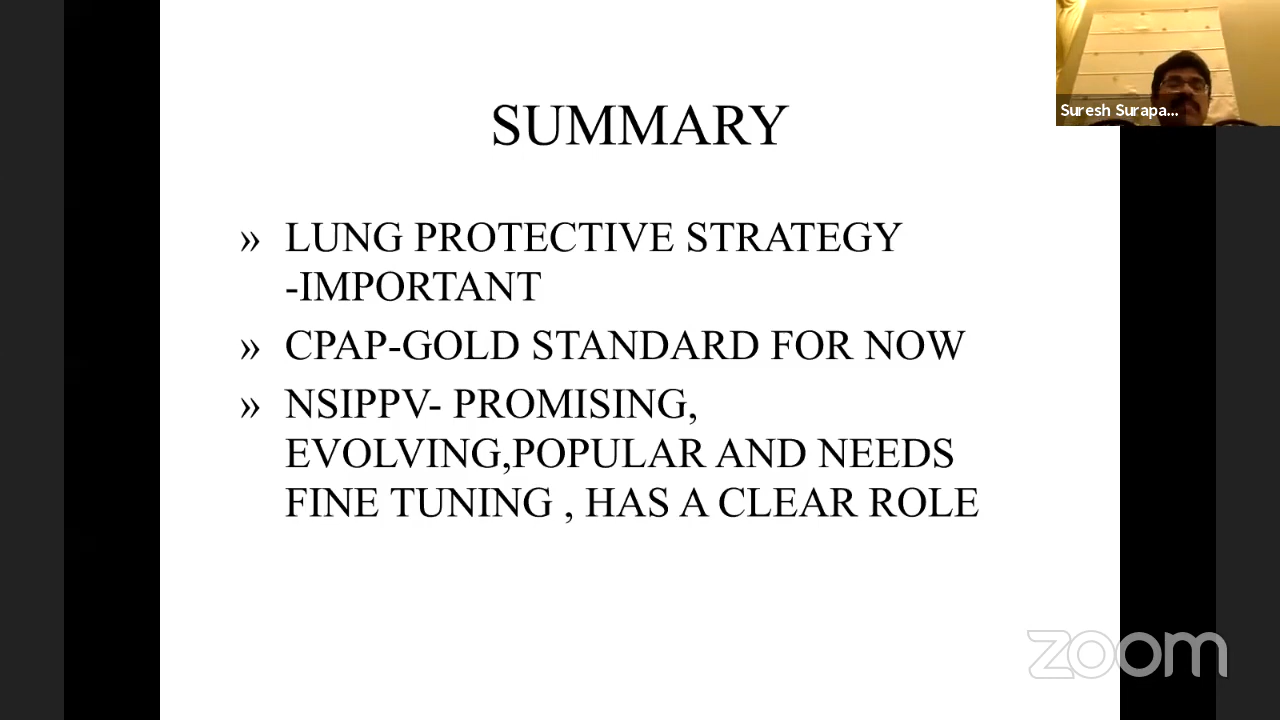 Suresh Surapa...
SUMMARY
» LUNG PROTECTIVE STRATEGY
-IMPORTANT
» CPAP-GOLD STANDARD FOR NOW
» NSIPPV- PROMISING,
EVOLVING,POPULAR AND NEEDS
FINE TUNING , HAS A CLEAR ROLE
zoom